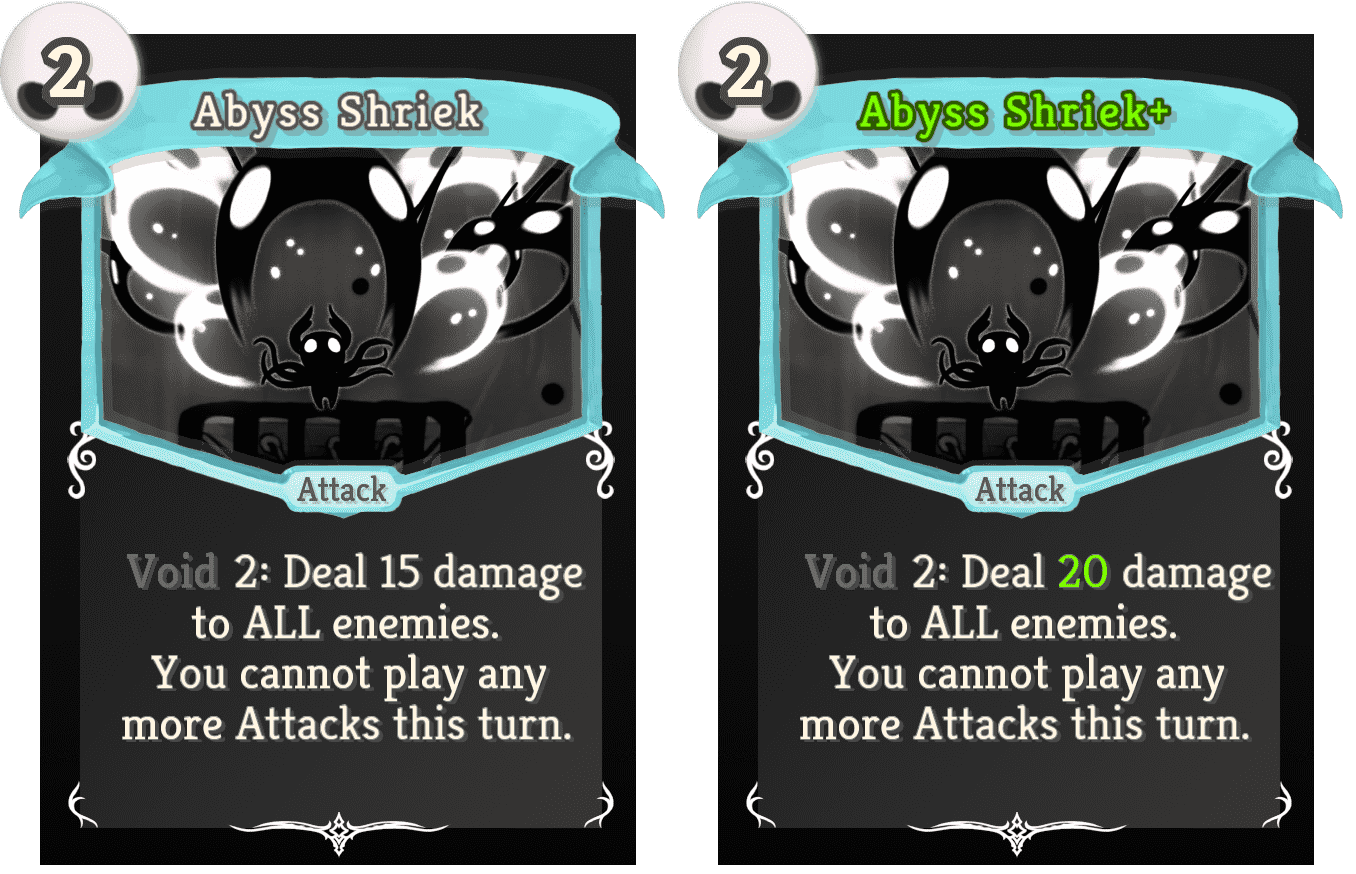 2
Abyss Shriek
Attack
Void 2: Deal 15 damage
to ALL enemies.
You cannot play any
more Attacks this turn.
2
Abyss Shriek+
Attack
Void 2: Deal 20 damage
to ALL enemies.
You cannot play any
more Attacks this turn.